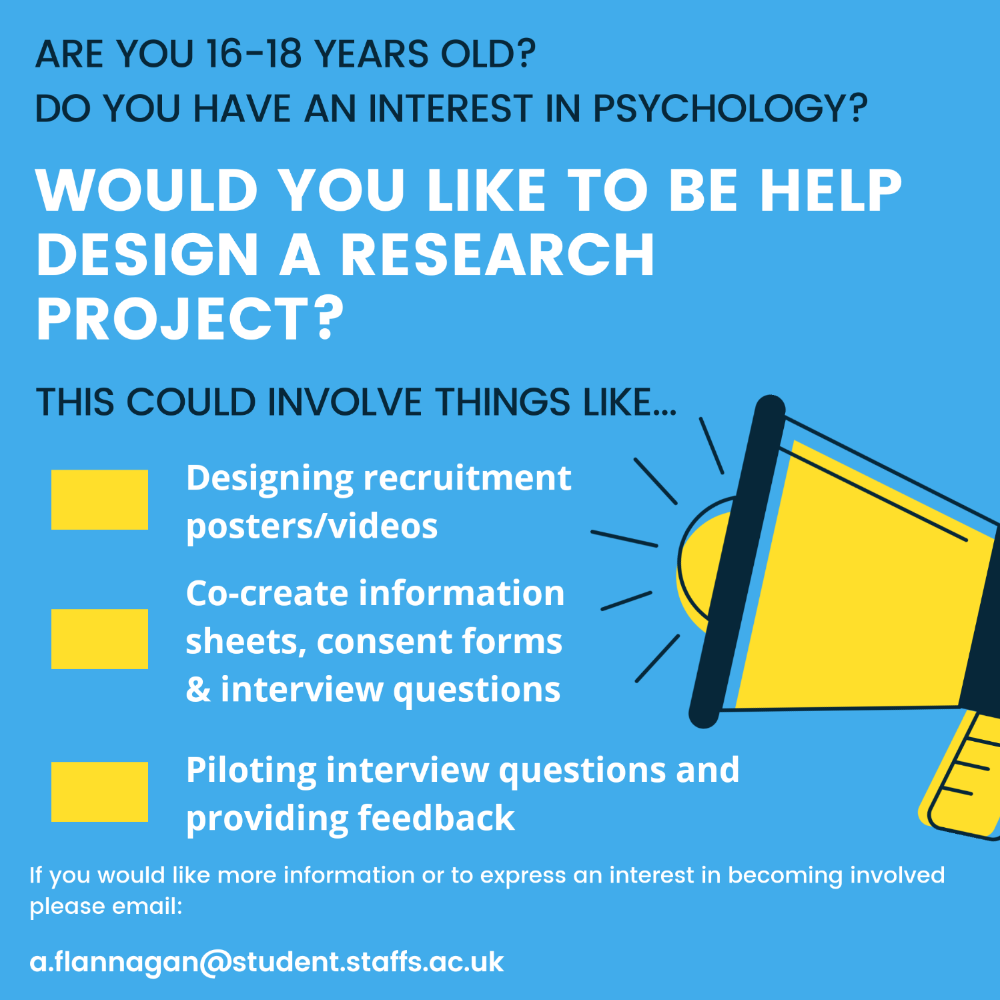 ARE YOU 16-18 YEARS OLD?
DO YOU HAVE AN INTEREST IN PSYCHOLOGY?
WOULD YOU LIKE TO BE HELP
DESIGN A RESEARCH
PROJECT?
THIS COULD INVOLVE THINGS LIKE...
Designing recruitment
posters/videos
Co-create information
sheets, consent forms
& interview questions
Piloting interview questions and
providing feedback
If you would like more information or to express an interest in becoming involved
please email:
a.flannagan@student.staffs.ac.uk